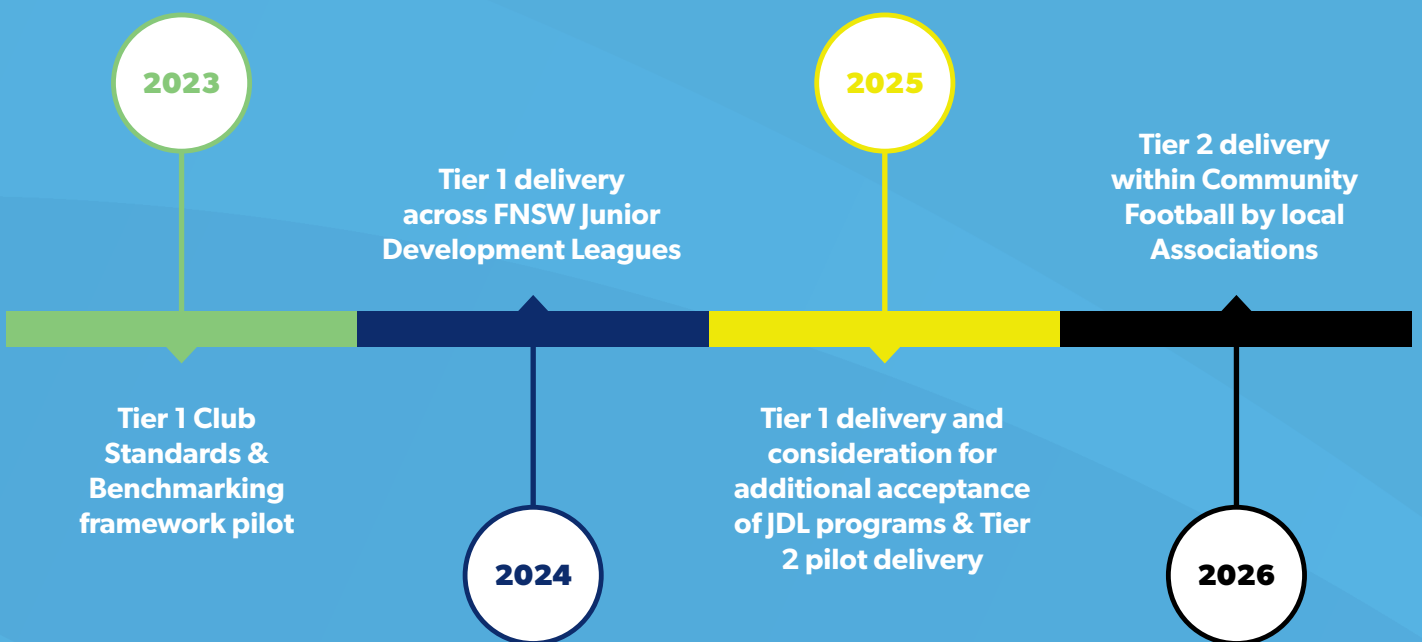 2023
Tier 1 Club
Standards &
Benchmarking
framework pilot
Tier 1 delivery
across FNSW Junior
Development Leagues
2024
2025
Tier 1 delivery and
consideration for
additional acceptance
of JDL programs & Tier
2 pilot delivery
Tier 2 delivery
within Community
Football by local
Associations
2026